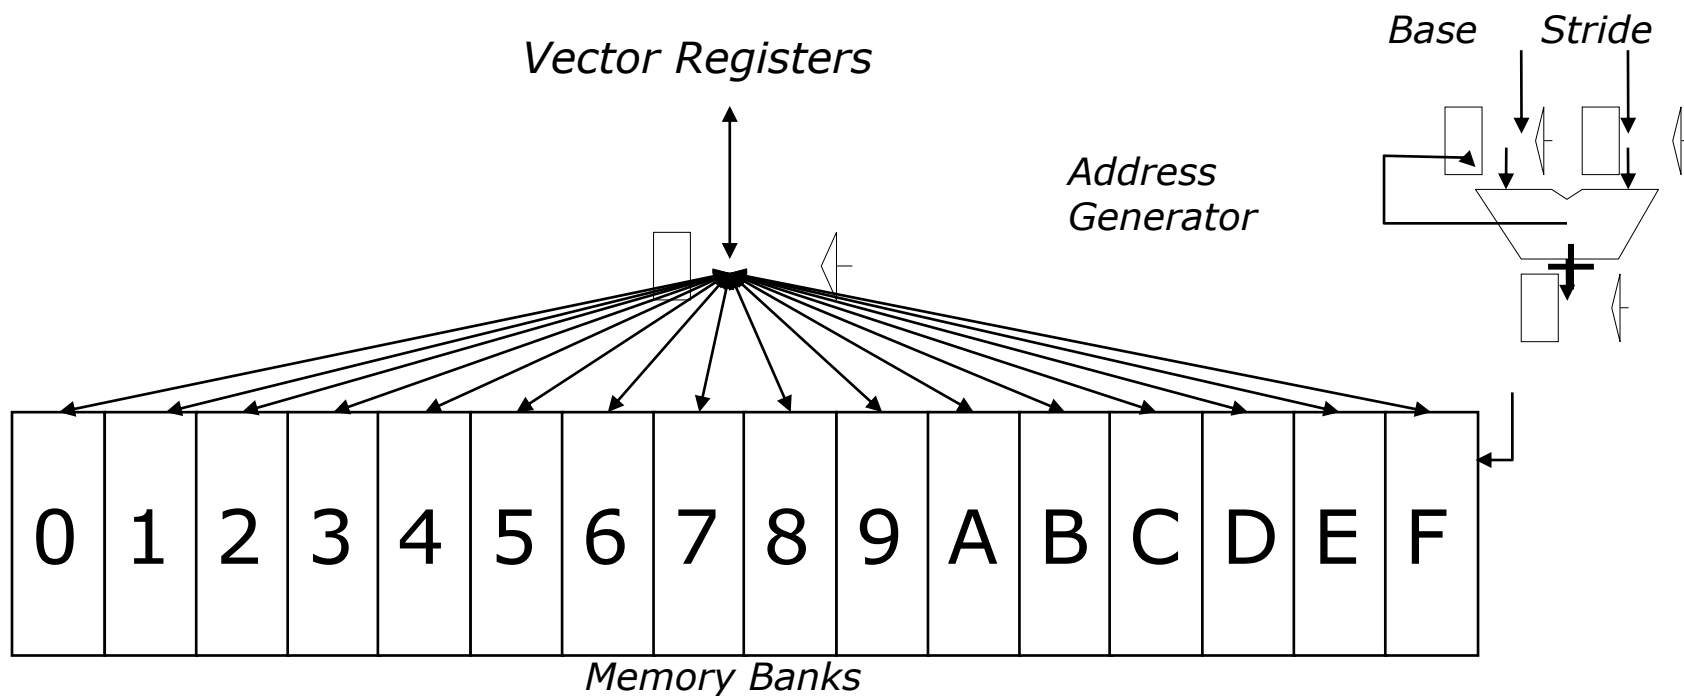 Base Stride
Vector Registers
Address
Generator
+
0 1 2 3 4 5 6 7 8 9 A B C D E F
Memory Banks